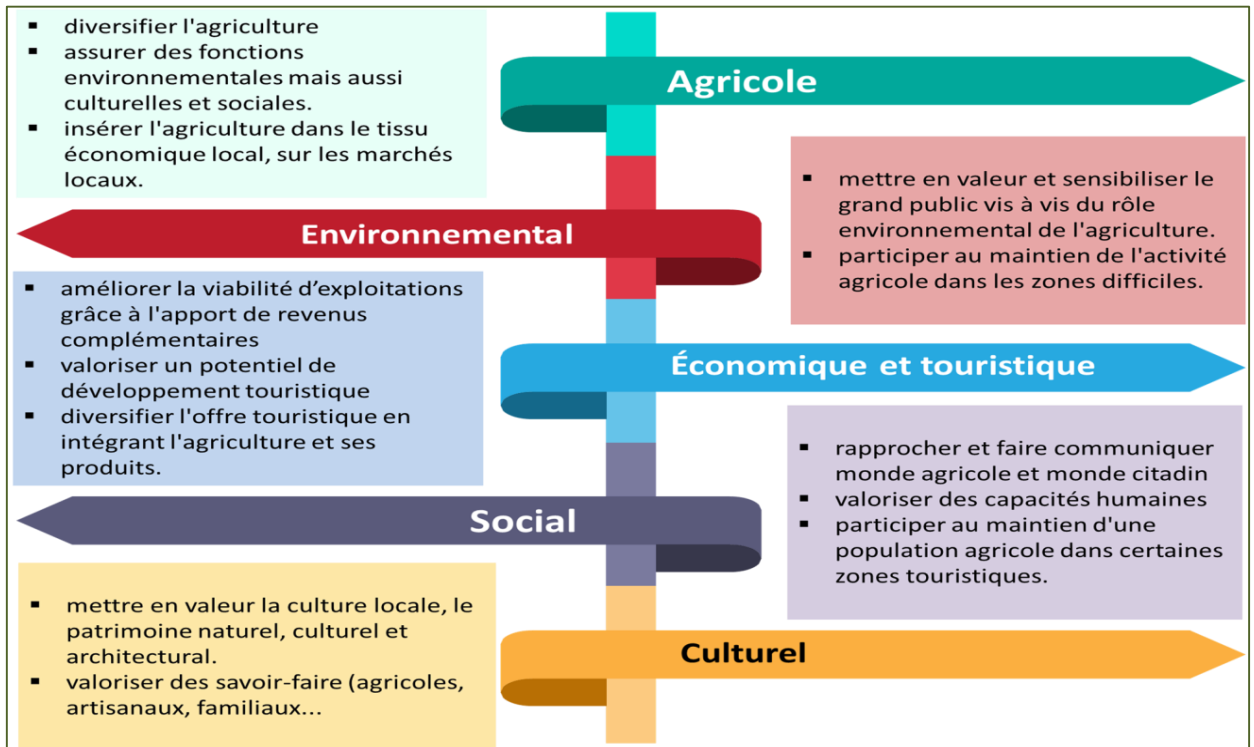 ▪ diversifier l'agriculture
▪ assurer des fonctions
environnementales mais aussi
culturelles et sociales.
▪ insérer l'agriculture dans le tissu
économique local, sur les marchés
locaux.
Agricole
Environnemental
▪ mettre en valeur et sensibiliser le
grand public vis à vis du rôle
environnemental de l'agriculture.
▪ participer au maintien de l'activité
agricole dans les zones difficiles.
▪ améliorer la viabilité d’exploitations
grâce à l'apport de revenus
complémentaires
▪ valoriser un potentiel de
développement touristique
▪ diversifier l'offre touristique en
intégrant l'agriculture et ses
produits.
Économique et touristique
Social
▪ rapprocher et faire communiquer
monde agricole et monde citadin
▪ valoriser des capacités humaines
▪ participer au maintien d'une
population agricole dans certaines
zones touristiques.
▪ mettre en valeur la culture locale, le
patrimoine naturel, culturel et
architectural.
▪ valoriser des savoir-faire (agricoles,
artisanaux, familiaux...
Culturel